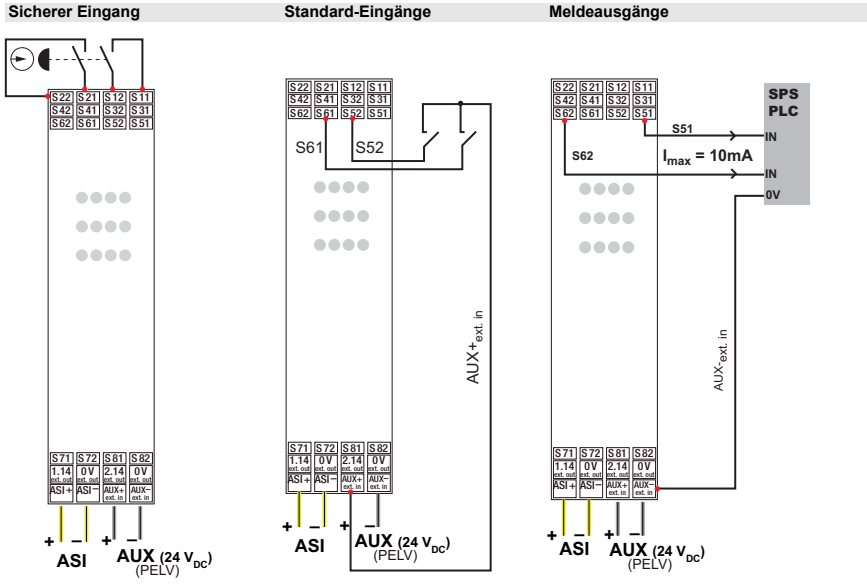 Sicherer Eingang
Standard-Eingänge
Meldeausgänge
S22 S21 S12 S11
S42 S41 S32 S31
S62 S61 S52 S51
S71 S72 S81 S82
1.14 ext. out 0V ext. out 2.14 ext. out 0V ext. out
ASI+ ASI– AUX+ ext. in AUX– ext. in
+ – + –
ASI AUX (24 VDC)
(PELV)
S22 S21 S12 S11
S42 S41 S32 S31
S62 S61 S52 S51
S61 S52
AUX+ext. in
S71 S72 S81 S82
1.14 ext. out 0V ext. out 2.14 ext. out 0V ext. out
ASI+ ASI– AUX+ ext. in AUX– ext. in
+ – + –
ASI AUX (24 VDC)
(PELV)
S22 S21 S12 S11
S42 S41 S32 S31
S62 S61 S52 S51
SPS
PLC
S51
IN
S62
Imax = 10mA
IN
0V
AUX-ext. in
S71 S72 S81 S82
1.14 ext. out 0V ext. out 2.14 ext. out 0V ext. out
ASI+ ASI– AUX+ ext. in AUX– ext. in
+ – + –
ASI AUX (24 VDC)
(PELV)